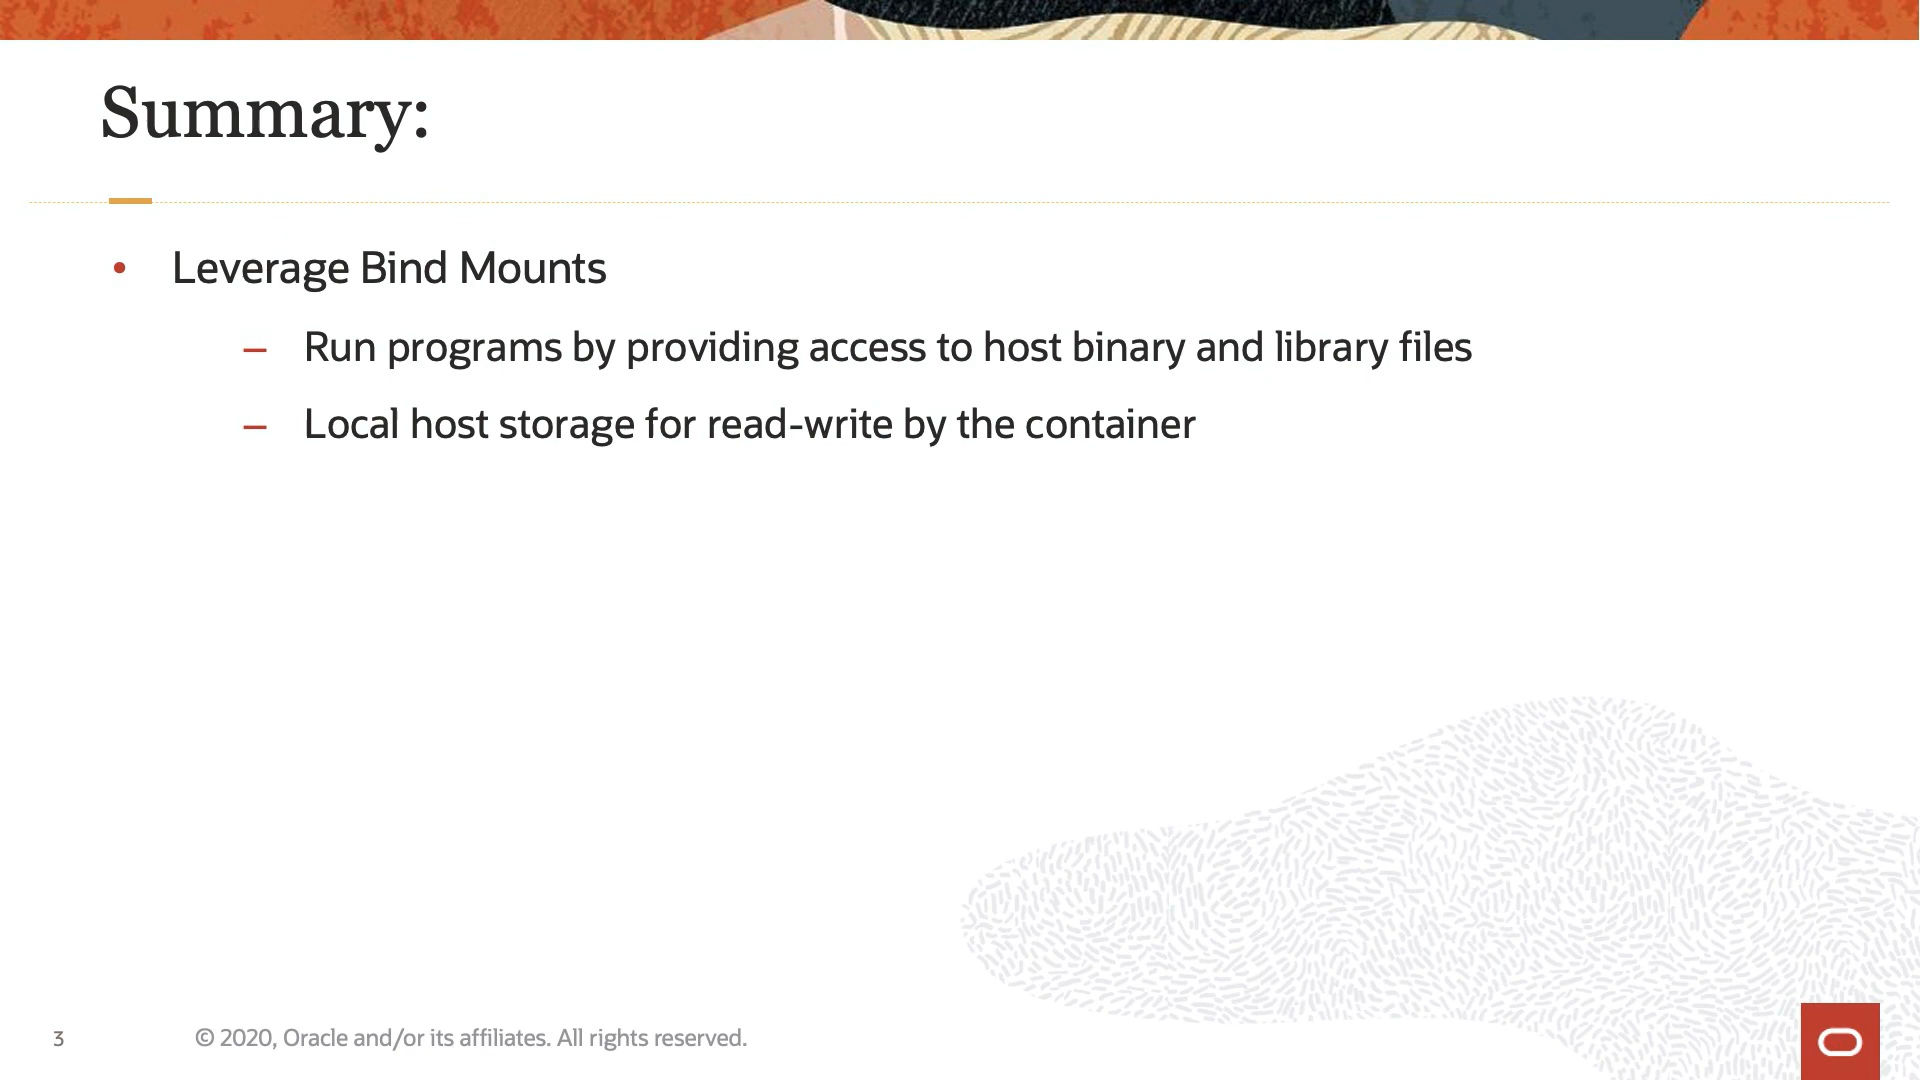 Summary:
• Leverage Bind Mounts
– Run programs by providing access to host binary and library files
– Local host storage for read-write by the container
3 © 2020, Oracle and/or its affiliates. All rights reserved.